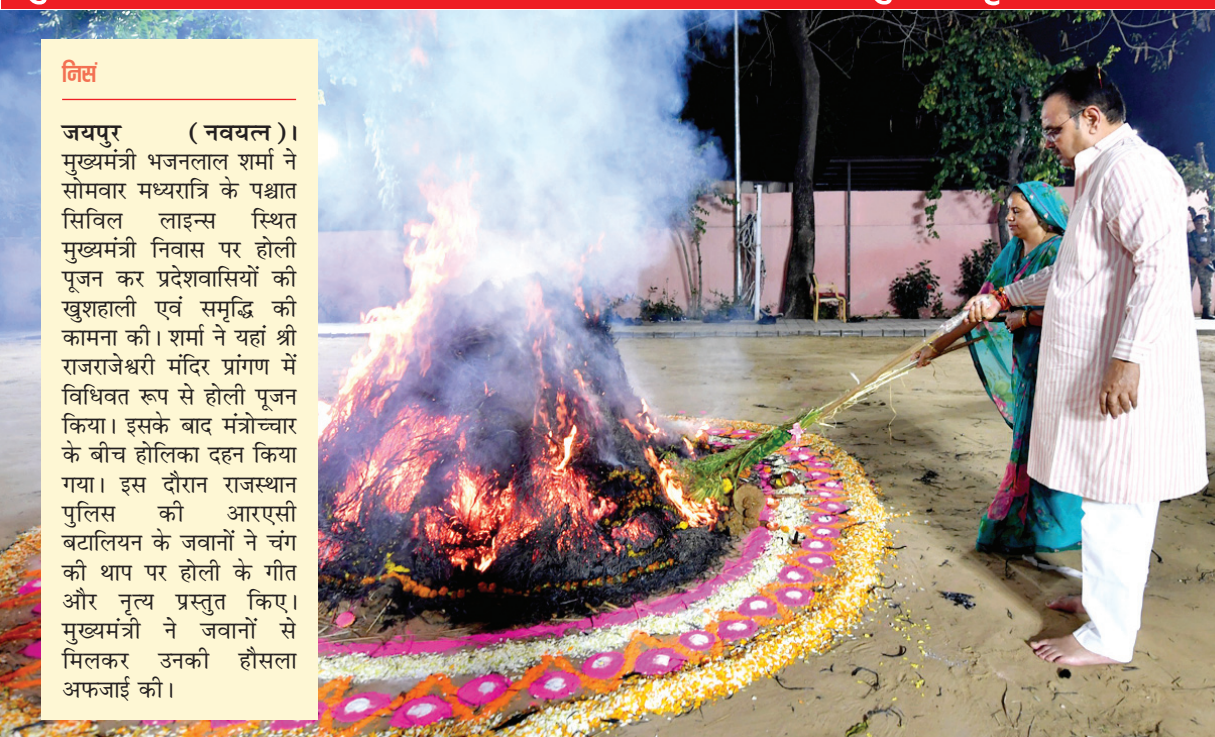 निसं
जयपुर (नवयत्न)।
मुख्यमंत्री भजनलाल शर्मा ने
सोमवार मध्यरात्रि के पश्चात
सिविल लाइन्स स्थित
मुख्यमंत्री निवास पर होली
पूजन कर प्रदेशवासियों की
खुशहाली एवं समृद्धि की
कामना की। शर्मा ने यहां श्री
राजराजेश्वरी मंदिर प्रांगण में
विधिवत रूप से होली पूजन
किया। इसके बाद मंत्रोच्चार
के बीच होलिका दहन किया
गया। इस दौरान राजस्थान
पुलिस की आरएसी
बटालियन के जवानों ने चंग
की थाप पर होली के गीत
और नृत्य प्रस्तुत किए।
मुख्यमंत्री ने जवानों से
मिलकर उनकी हौसला
अफजाई की।